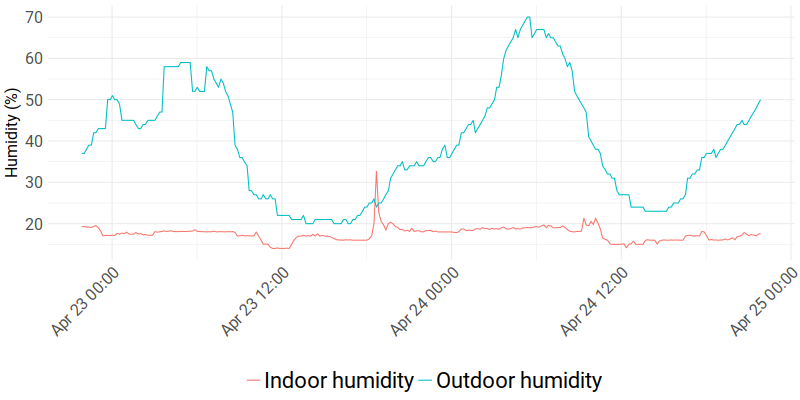 70
60
50
40
30
20
Humidity (%)
Apr 23 00:00
Apr 23 12:00
Apr 24 00:00
Apr 24 12:00
Apr 25 00:00
Indoor humidity
Outdoor humidity